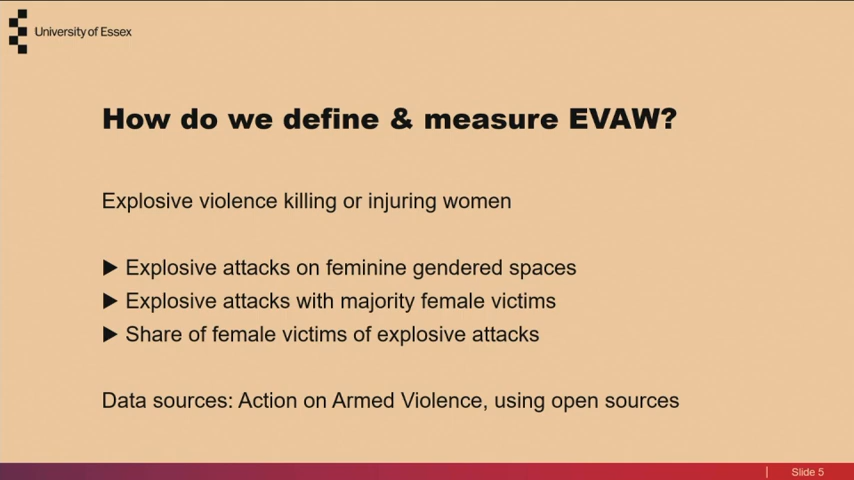 University of Essex
How do we define & measure EVAW?
Explosive violence killing or injuring women
▶ Explosive attacks on feminine gendered spaces
▶ Explosive attacks with majority female victims
▶ Share of female victims of explosive attacks
Data sources: Action on Armed Violence, using open sources
| Slide 5